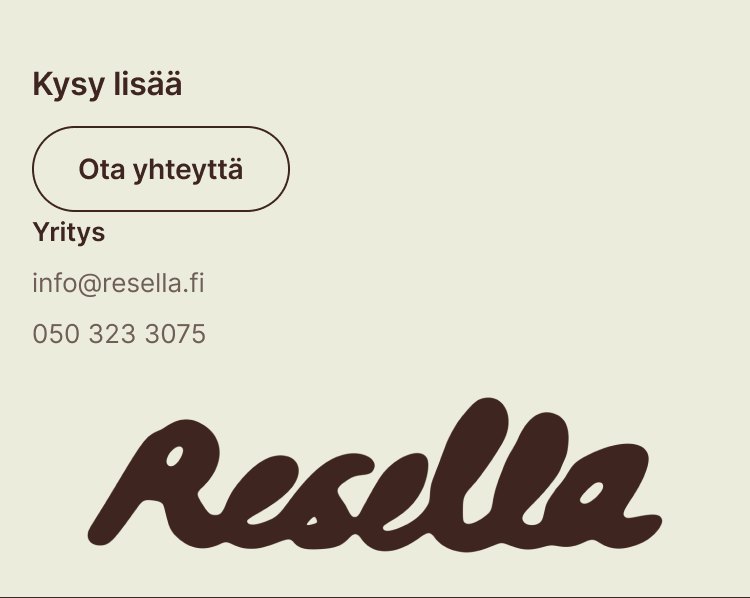 Kysy lisää
Ota yhteyttä
Yritys
info@resella.fi
050 323 3075
Resella